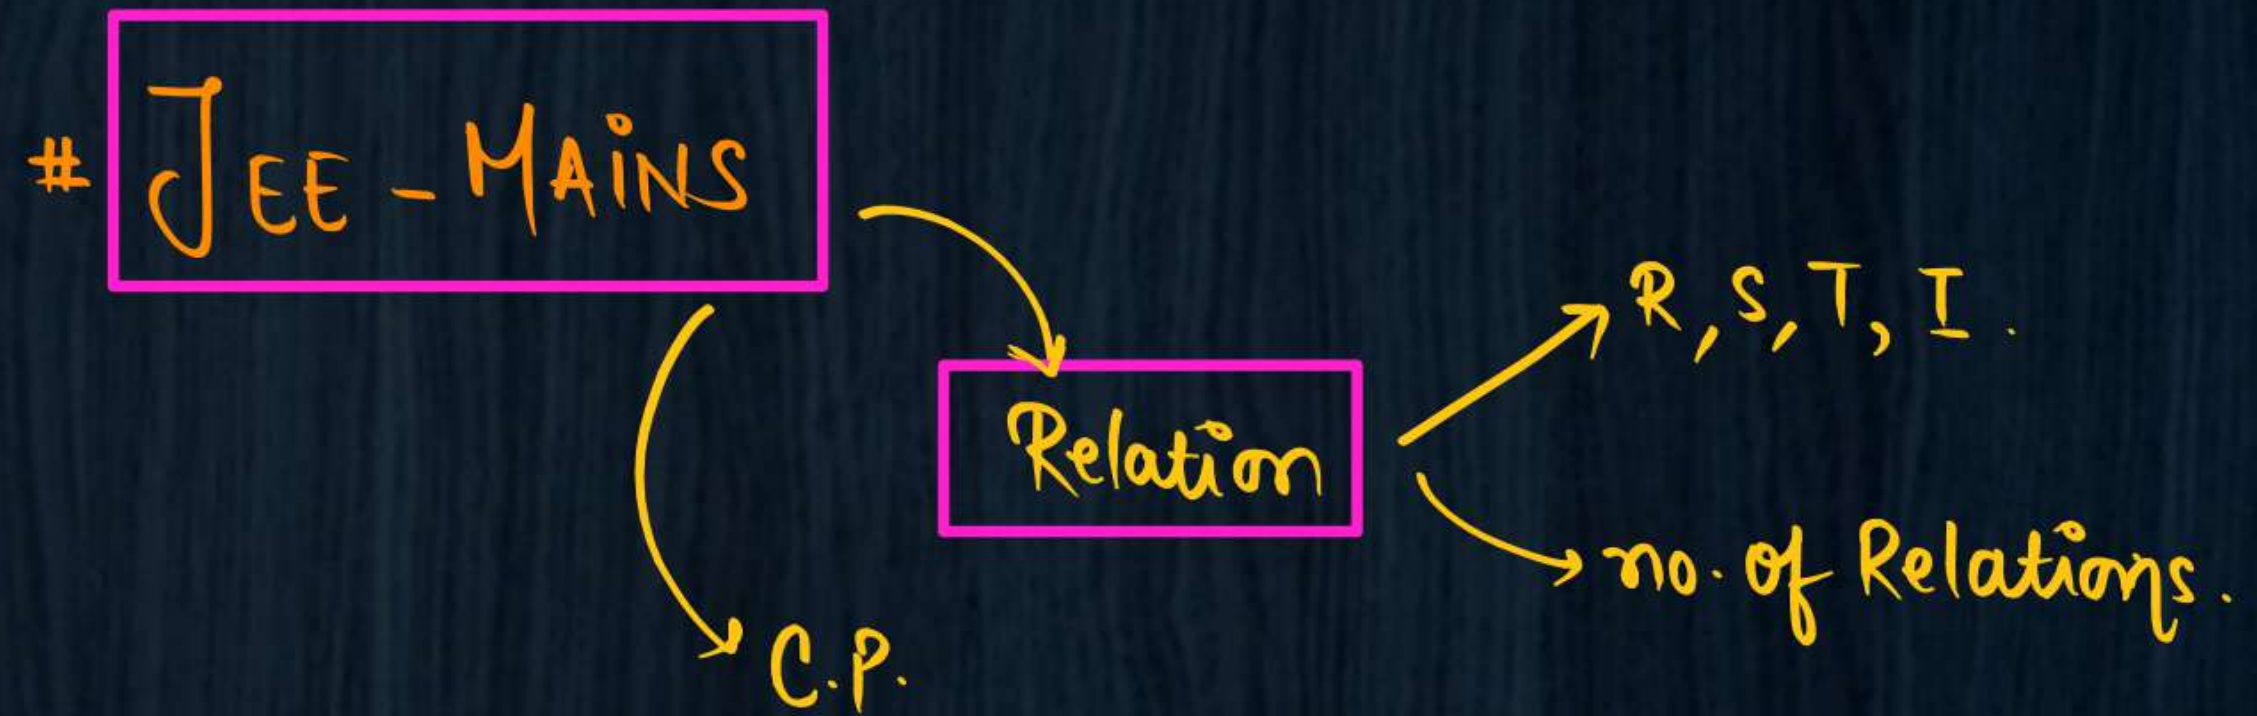 # JEE - MAINS
R, S, T, I.
Relation
no. of Relations.
C.P.